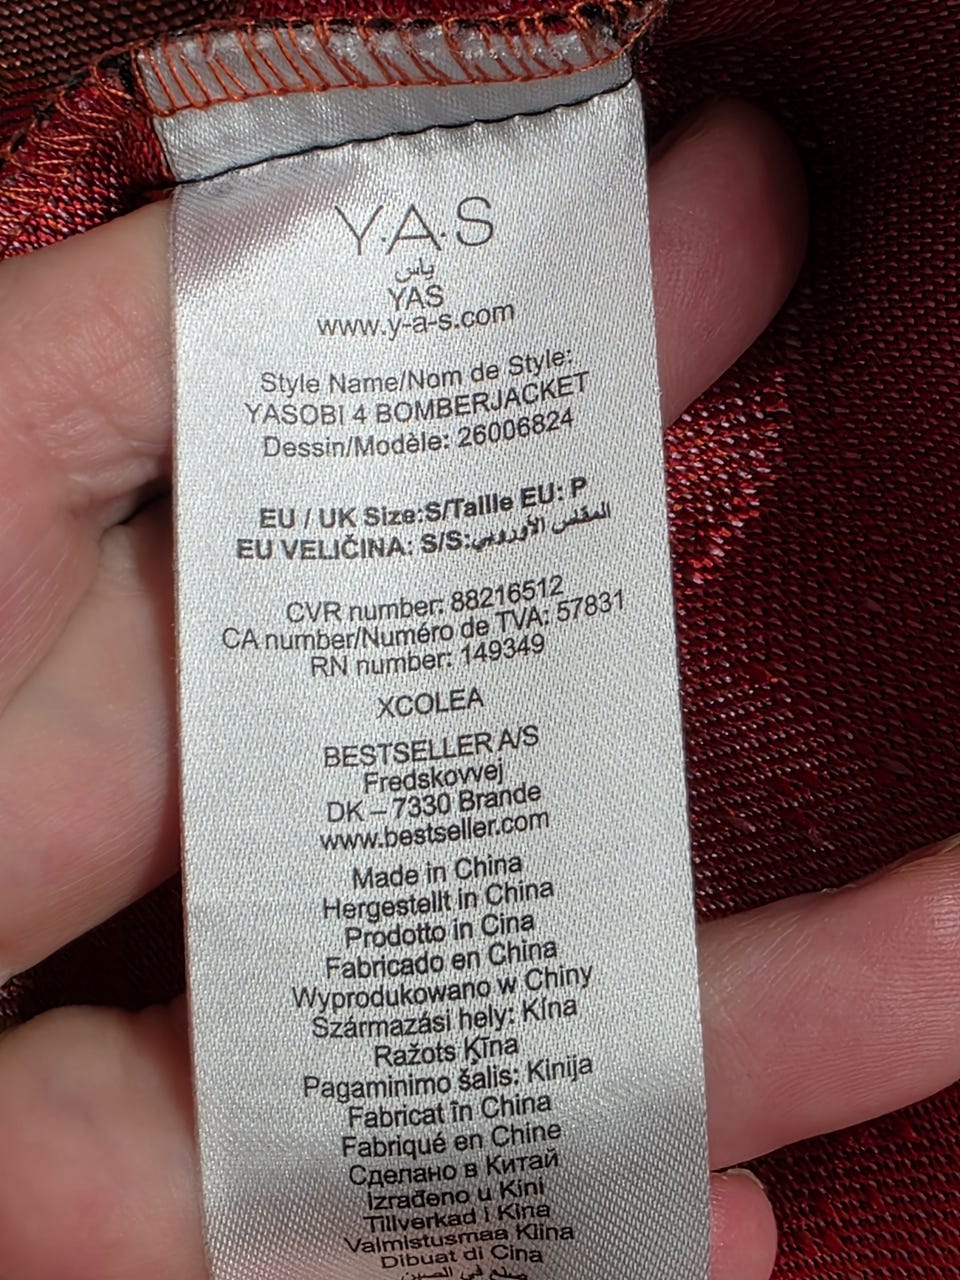 Y.A.S
ياس
YAS
www.y-a-s.com
Style Name/Nom de Style:
YASOBI 4 BOMBERJACKET
Dessin/Modèle: 26006824
EU / UK Size:S/Taille EU: P
EU VELIČINA: S/S:المقاس الأوروبي
CVR number: 88216512
CA number/Numéro de TVA: 57831
RN number: 149349
XCOLEA
BESTSELLER A/S
Fredskovvej
DK – 7330 Brande
www.bestseller.com
Made in China
Hergestellt in China
Prodotto in Cina
Fabricado en China
Wyprodukowano w Chiny
Származási hely: Kína
Ražots Ķīna
Pagaminimo šalis: Kinija
Fabricat în China
Fabriqué en Chine
Сделано в Китай
Izrađeno u Kini
Tillverkad i Kina
Valmistusmaa Kiina
Dibuat di Cina
صنع في الصين